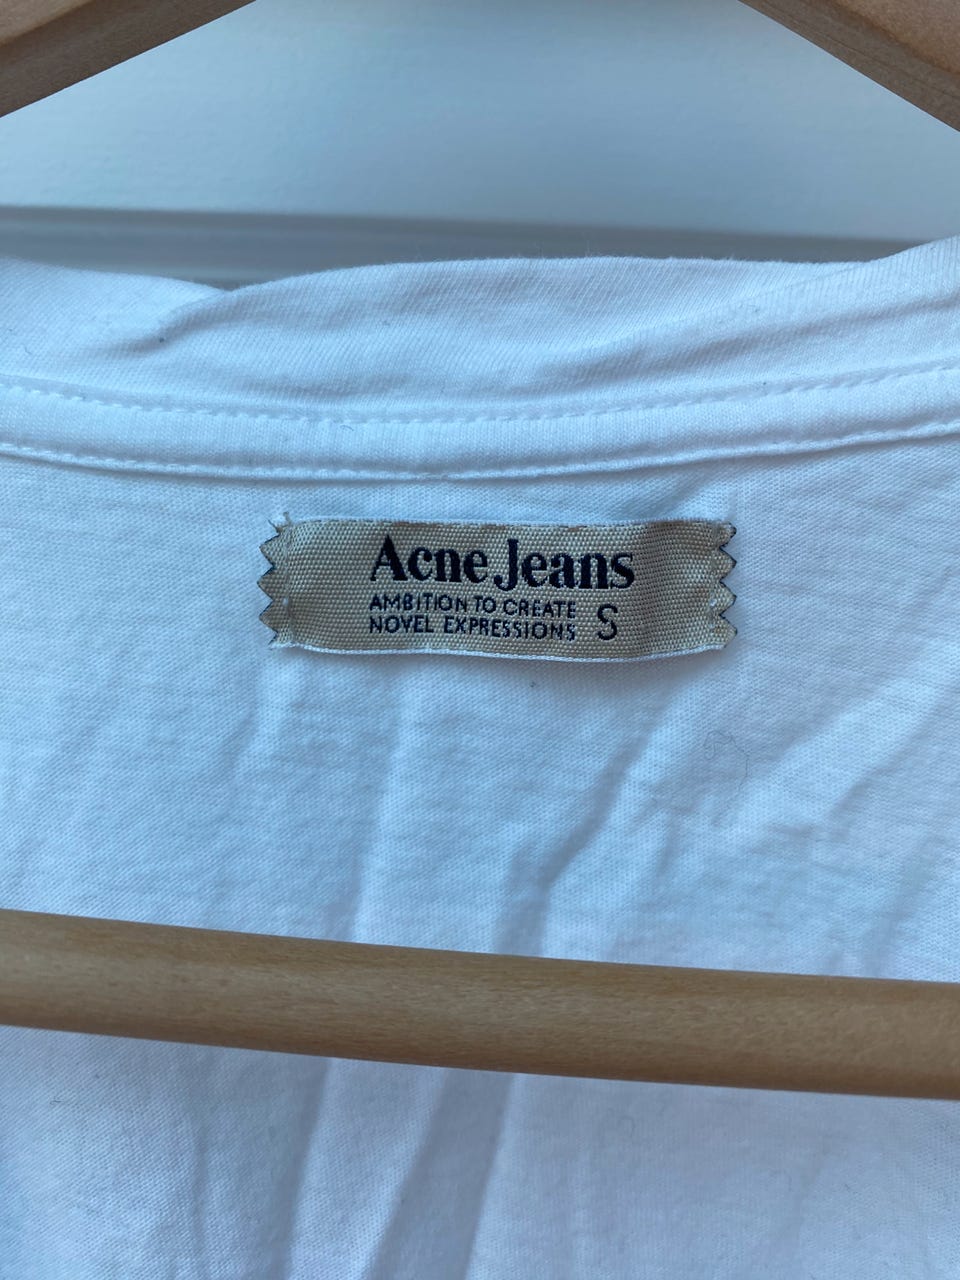 Acne Jeans
AMBITION TO CREATE
NOVEL EXPRESSIONS S